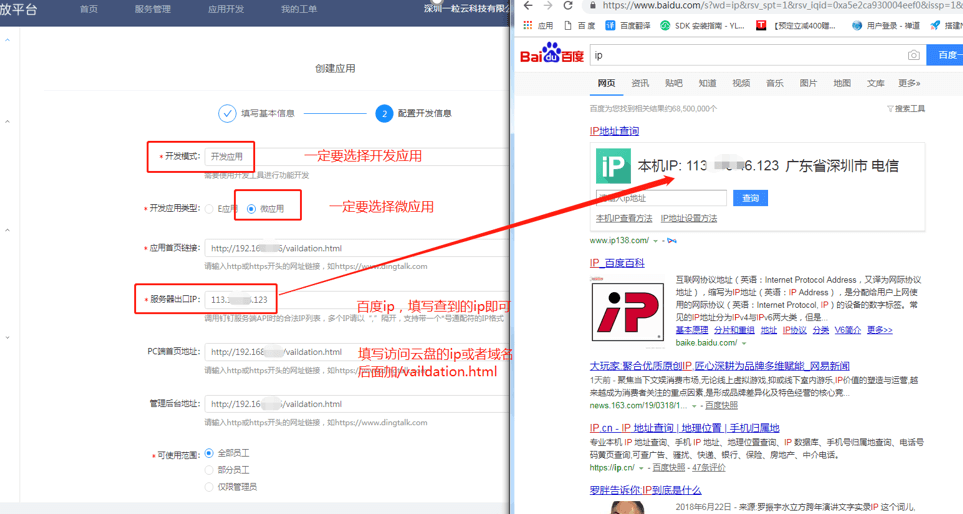 放平台
首页
服务管理
应用开发
我的工单
深圳一粒云科技有限公
创建应用
填写基本信息
2
配置开发信息
* 开发模式:
开发应用
一定要选择开发应用
需要使用开发工具进行功能开发
* 开发应用类型:
E应用
微应用
一定要选择微应用
* 应用首页链接:
http://192.16
/vaildation.html
请输入http或https开头的网址链接，如https://www.dingtalk.com
* 服务器出口IP:
113.
.123
百度ip，填写查到的ip即可
调用钉钉服务端API时的合法IP列表，多个IP请以“,”隔开，支持带一个*号通配符的IP格式
PC端首页地址:
http://192.168
/vaildation.html
填写访问云盘的ip或者域名
后面加/vaildation.html
请输入http或https开头的网址链接，如https://www.dingtalk.com
管理后台地址:
http://192.16
/vaildation.html
请输入http或https开头的网址链接，如https://www.dingtalk.com
* 可使用范围:
全部员工
部分员工
仅限管理员
https://www.baidu.com/s?wd=ip&rsv_spt=1&rsv_iqid=0xa5e2ca930004eef0&issp=1&
应用
百 度
百度翻译
SDK 安装指南 - YL...
【预定立减400赠...
用户登录 - 禅道
搭建
Bai du 百度
ip
百度一
网页
资讯
贴吧
知道
视频
音乐
图片
地图
文库
更多»
百度为您找到相关结果约68,500,000个
搜索工具
IP地址查询
iP
本机IP: 113
6.123 广东省深圳市 电信
请输入ip地址
查询
本机IP查看方法
IP地址设置方法
www.ip138.com/
IP_百度百科
iP
互联网协议地址（英语：Internet Protocol Address，又译为网际协议
地址），缩写为IP地址（英语：IP Address），是分配给用户上网使
用的网际协议（英语：Internet Protocol, IP）的设备的数字标签。常
见的IP地址分为IPv4与IPv6两大类，但是...
基本原理 分片和重组 地址 IP协议 分类 V6简介 更多>>
baike.baidu.com/
大玩家:聚合优质原创IP,匠心深耕为品牌多维赋能_网易新闻
1天前 - 聚焦当下文娱消费市场,无论线上虚拟游戏,抑或线下室内游乐,IP价值的塑造与运营,越
来越成为消费者关注的重点因素,是形成品牌差异化及特色经营的核心竞...
news.163.com/19/0318/1...
- 百度快照
IP.cn - IP 地址查询 | 地理位置 | 手机归属地
专业本机 IP 地址查询、手机 IP 地址、地理位置查询、IP 数据库、手机号归属地查询、电话号
码黄页查询,可查广告、骚扰、快递、银行、保险、房地产、中介电话。
https://ip.cn/
- 百度快照 - 47条评价
罗胖告诉你:IP到底是什么
2018年6月22日 - 来源:罗振宇水立方跨年演讲文字实录IP 这个词儿,